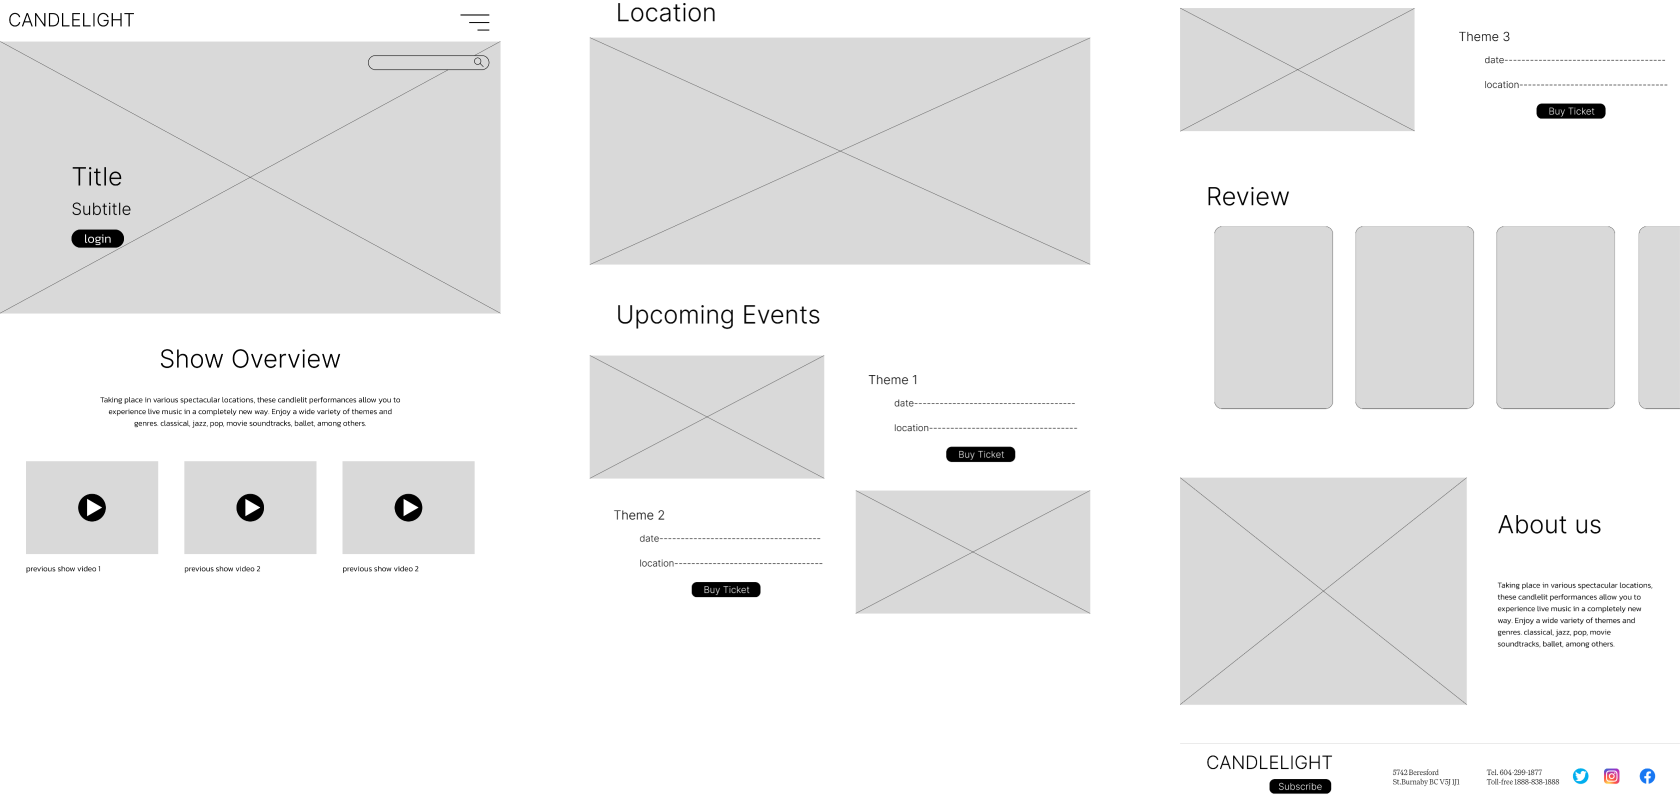 CANDLELIGHT
Title
Subtitle
login
Show Overview
Taking place in various spectacular locations, these candlelit performances allow you to
experience live music in a completely new way. Enjoy a wide variety of themes and
genres. classical, jazz, pop, movie soundtracks, ballet, among others.
previous show video 1
previous show video 2
previous show video 2
Location
Upcoming Events
Theme 1
date------------------------------------
location---------------------------------
Buy Ticket
Theme 2
date------------------------------------
location---------------------------------
Buy Ticket
Theme 3
date------------------------------------
location---------------------------------
Buy Ticket
Review
About us
Taking place in various spectacular locations,
these candlelit performances allow you to
experience live music in a completely new
way. Enjoy a wide variety of themes and
genres. classical, jazz, pop, movie
soundtracks, ballet, among others.
CANDLELIGHT
Subscribe
5742 Beresford
St.Burnaby BC V5J 1J1
Tel. 604-299-1877
Toll-free 1888-838-1888